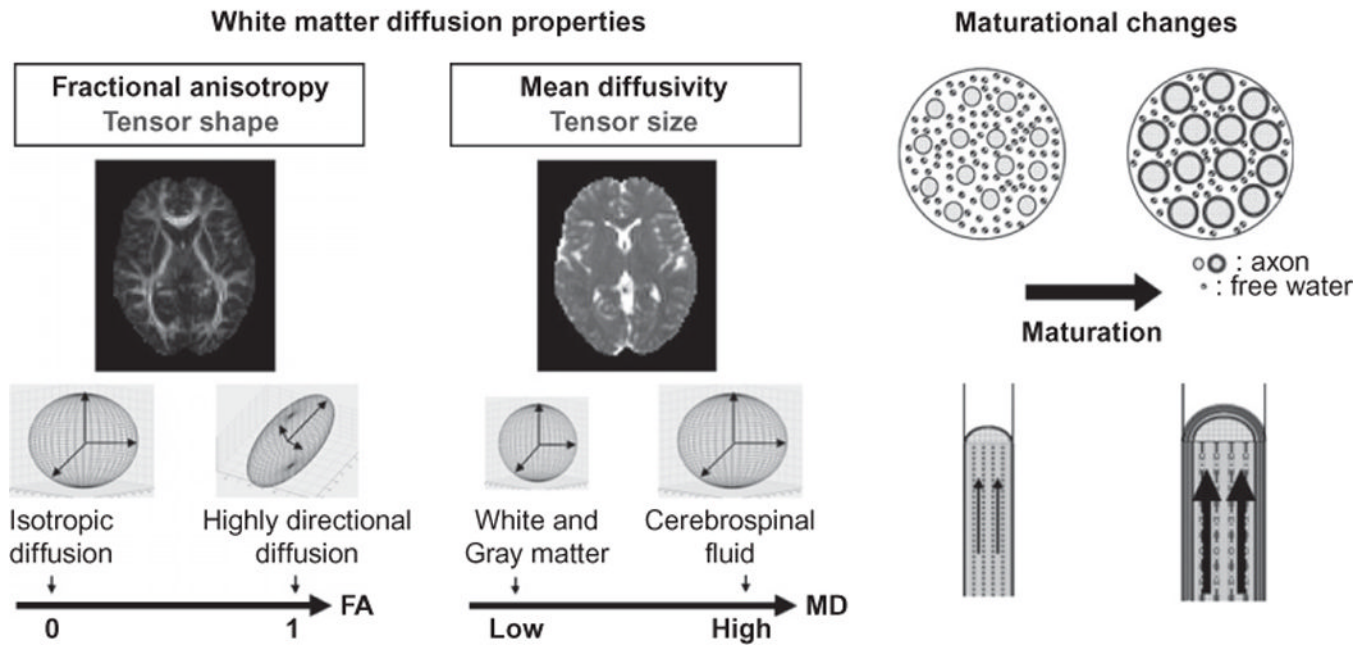 White matter diffusion properties
Fractional anisotropy
Tensor shape
Isotropic
diffusion
Highly directional
diffusion
0
1
FA
Mean diffusivity
Tensor size
White and
Gray matter
Cerebrospinal
fluid
Low
High
MD
Maturational changes
: axon
: free water
Maturation